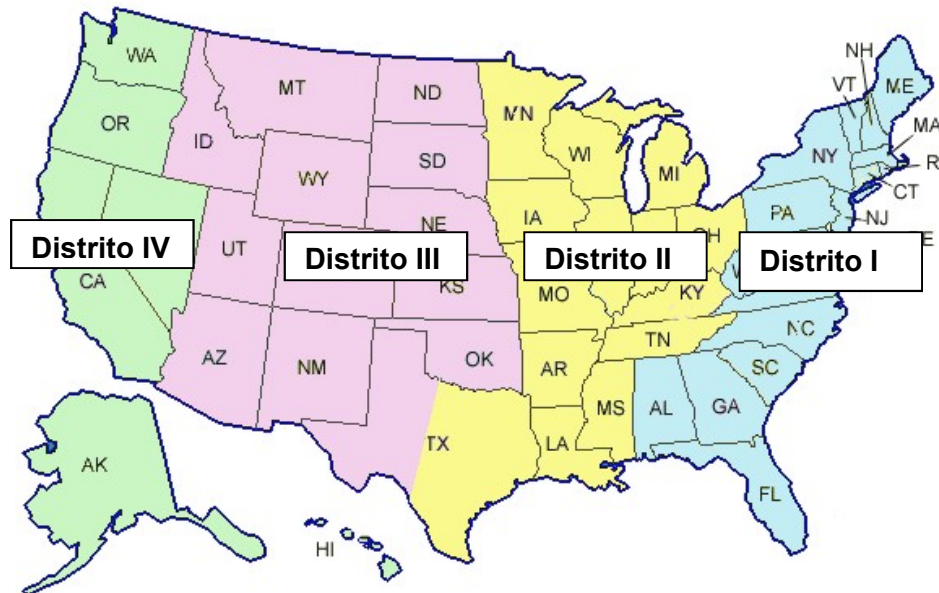 WA
MT
ND
MN
NH
VT
ME
OR
ID
SD
WI
MI
NY
MA
R
CT
WY
IA
NE
PA
NJ
Distrito IV
UT
Distrito III
Distrito II
Distrito I
E
CA
KS
MO
KY
AZ
NM
OK
AR
TN
NC
SC
TX
LA
MS
AL
GA
AK
HI
FL